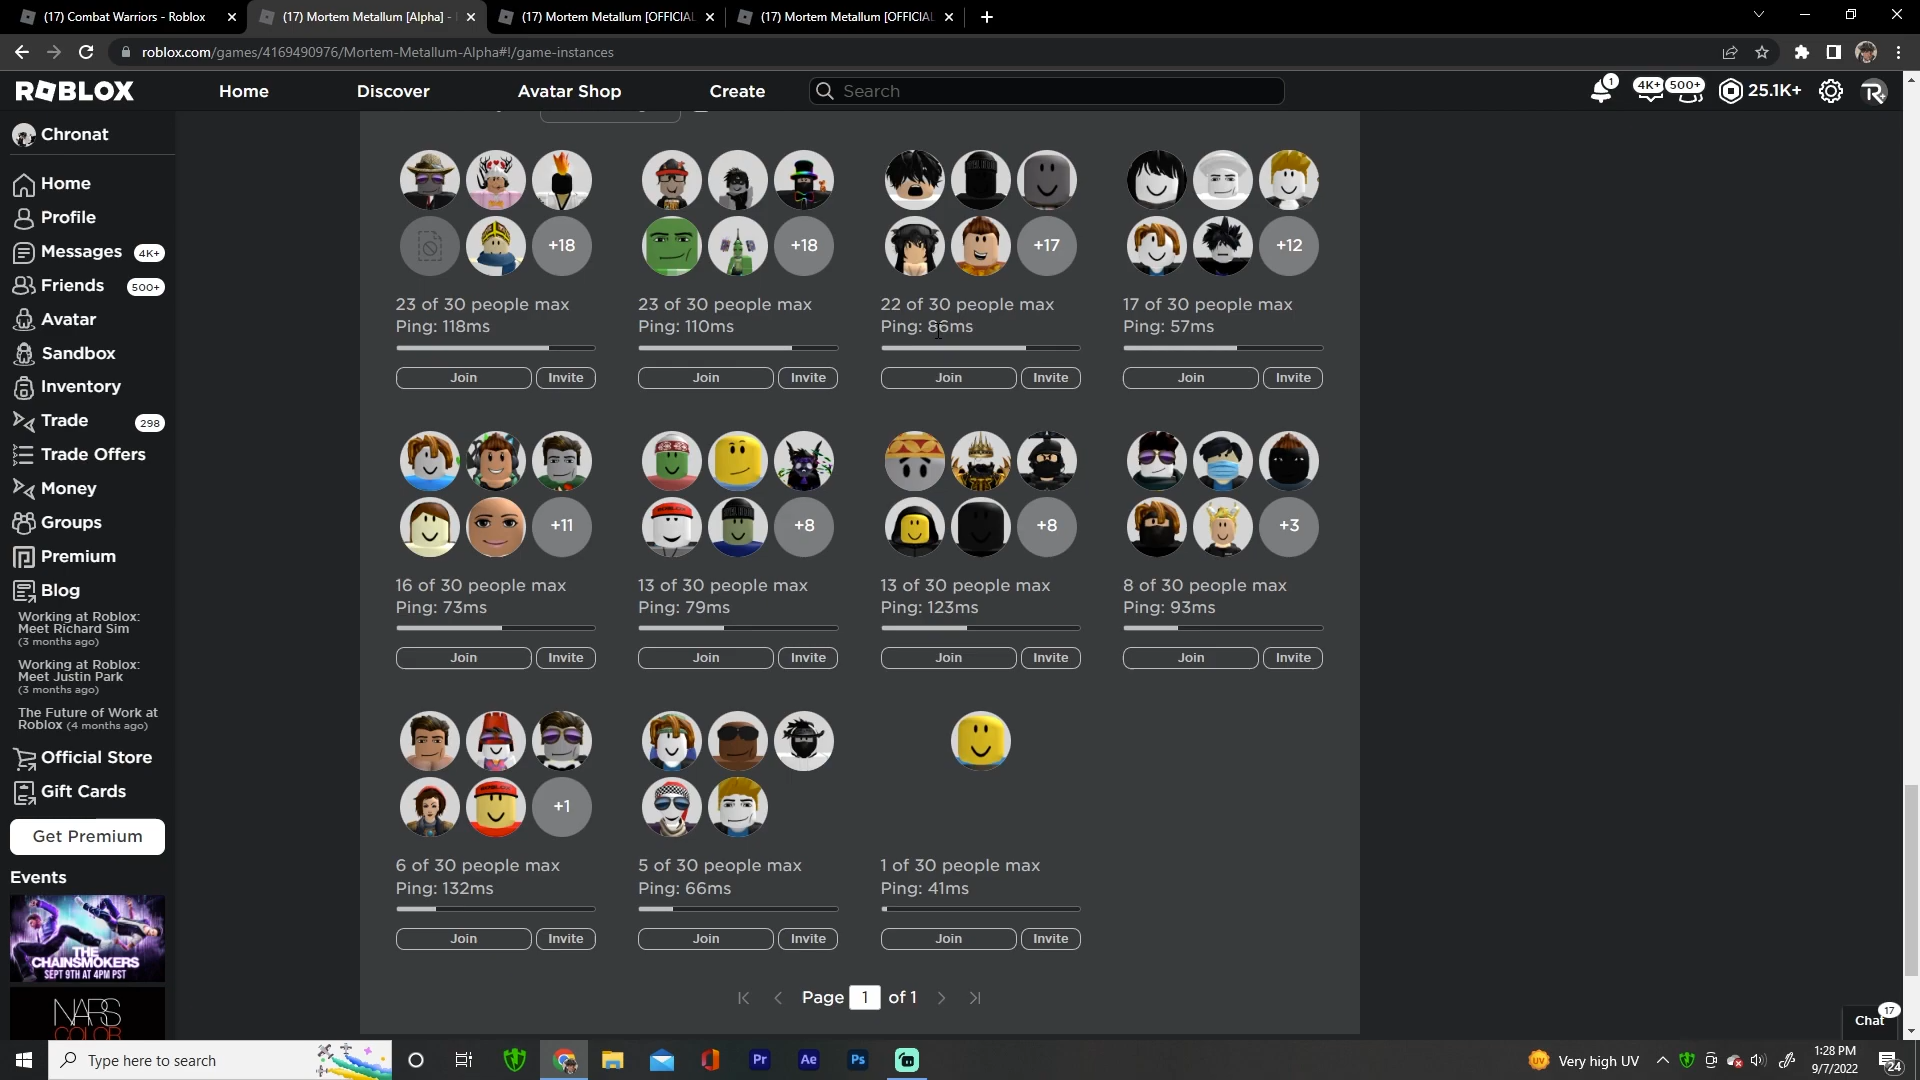 (17) Combat Warriors - Roblox
(17) Mortem Metallum [Alpha] -
(17) Mortem Metallum [OFFICIAL
(17) Mortem Metallum [OFFICIAL
roblox.com/games/4169490976/Mortem-Metallum-Alpha#!/game-instances
ROBLOX
Home
Discover
Avatar Shop
Create
Search
1
4K+
500+
25.1K+
Chronat
Home
Profile
Messages 4K+
Friends 500+
Avatar
Sandbox
Inventory
Trade 298
Trade Offers
Money
Groups
Premium
Blog
Working at Roblox:
Meet Richard Sim
(3 months ago)
Working at Roblox:
Meet Justin Park
(3 months ago)
The Future of Work at
Roblox (4 months ago)
Official Store
Gift Cards
Get Premium
Events
THE
CHAINSMOKERS
SEPT 9TH AT 4PM PST
NARS
COLOR
+18
+18
+17
+12
23 of 30 people max
23 of 30 people max
22 of 30 people max
17 of 30 people max
Ping: 118ms
Ping: 110ms
Ping: 86ms
Ping: 57ms
Join Invite
Join Invite
Join Invite
Join Invite
+11
+8
+8
+3
16 of 30 people max
13 of 30 people max
13 of 30 people max
8 of 30 people max
Ping: 73ms
Ping: 79ms
Ping: 123ms
Ping: 93ms
Join Invite
Join Invite
Join Invite
Join Invite
+1
6 of 30 people max
5 of 30 people max
1 of 30 people max
Ping: 132ms
Ping: 66ms
Ping: 41ms
Join Invite
Join Invite
Join Invite
Page 1 of 1
Chat
17
Type here to search
Pr
Ae
Ps
UV
Very high UV
1:28 PM
9/7/2022
24